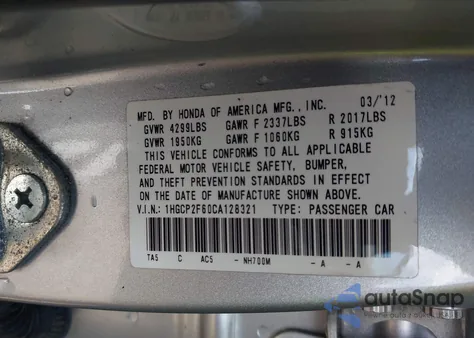 MFD. BY HONDA OF AMERICA MFG., INC. 03/'12
GVWR 4299LBS GAWR F 2337LBS R 2017LBS
GVWR 1950KG GAWR F 1060KG R 915KG
THIS VEHICLE CONFORMS TO ALL APPLICABLE
FEDERAL MOTOR VEHICLE SAFETY, BUMPER,
AND THEFT PREVENTION STANDARDS IN EFFECT
ON THE DATE OF MANUFACTURE SHOWN ABOVE.
V.I.N.: 1HGCP2F60CA128321 TYPE: PASSENGER CAR
TA5 C AC5 - NH700M - A - A
autoSnap
Pewne auta z